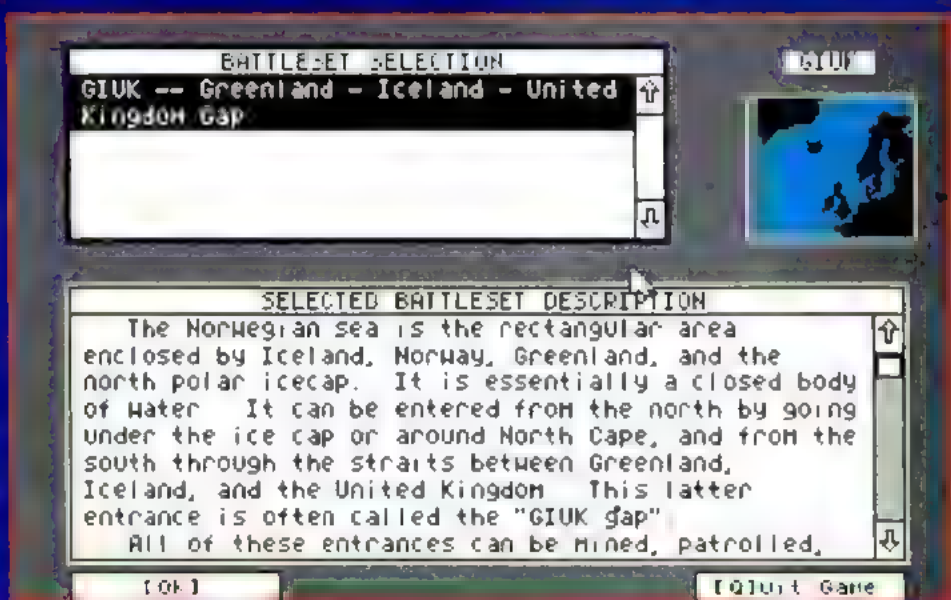 BATTLESET SELECTION
GIUK
GIUK -- Greenland - Iceland - United
Kingdom Gap
SELECTED BATTLESET DESCRIPTION
The Norwegian sea is the rectangular area
enclosed by Iceland, Norway, Greenland, and the
north polar icecap. It is essentially a closed body
of water It can be entered from the north by going
under the ice cap or around North Cape, and from the
south through the straits between Greenland,
Iceland, and the United Kingdom This latter
entrance is often called the "GIUK gap"
All of these entrances can be mined, patrolled,
[OK]
[Q]uit Game